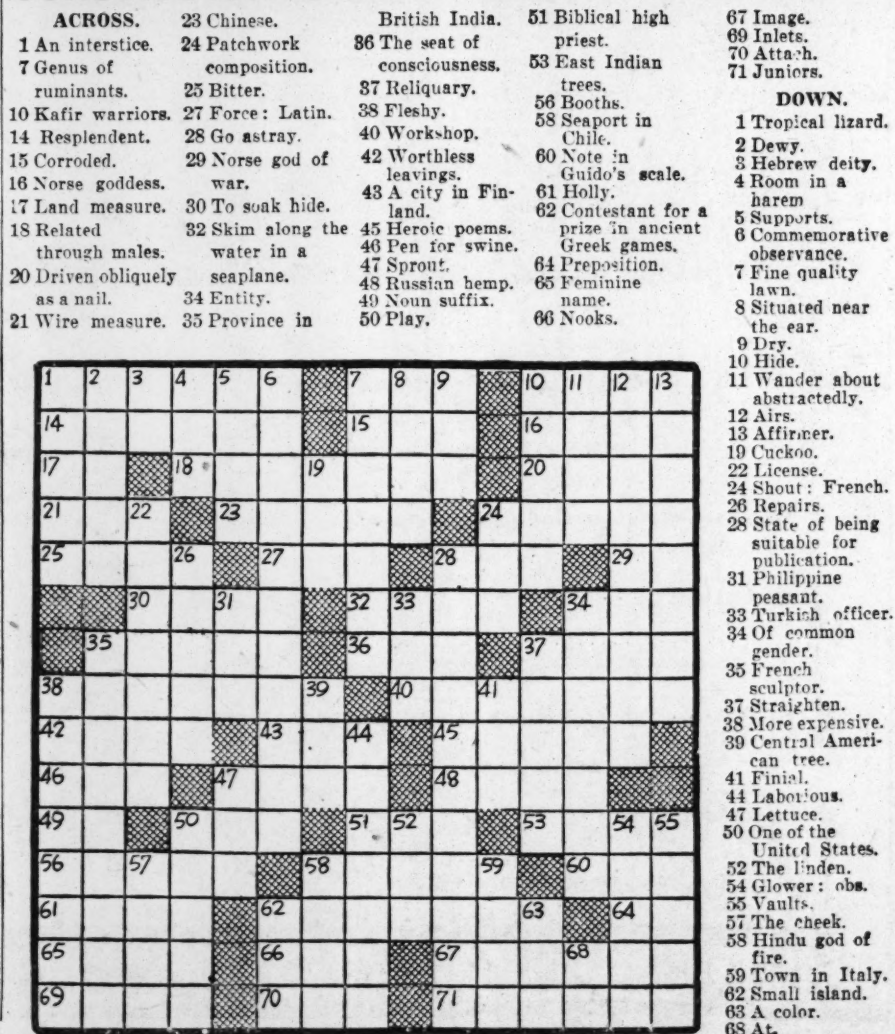 ACROSS.
1 An interstice.
7 Genus of
ruminants.
10 Kafir warriors.
14 Resplendent.
15 Corroded.
16 Norse goddess.
17 Land measure.
18 Related
through males.
20 Driven obliquely
as a nail.
21 Wire measure.
23 Chinese.
24 Patchwork
composition.
25 Bitter.
27 Force: Latin.
28 Go astray.
29 Norse god of
war.
30 To soak hide.
32 Skim along the
water in a
seaplane.
34 Entity.
35 Province in
British India.
36 The seat of
consciousness.
37 Reliquary.
38 Fleshy.
40 Workshop.
42 Worthless
leavings.
43 A city in Fin-
land.
45 Heroic poems.
46 Pen for swine.
47 Sprout.
48 Russian hemp.
49 Noun suffix.
50 Play.
51 Biblical high
priest.
53 East Indian
trees.
56 Booths.
58 Seaport in
Chile.
60 Note in
Guido's scale.
61 Holly.
62 Contestant for a
prize in ancient
Greek games.
64 Preposition.
65 Feminine
name.
66 Nooks.
67 Image.
69 Inlets.
70 Attach.
71 Juniors.
DOWN.
1 Tropical lizard.
2 Dewy.
3 Hebrew deity.
4 Room in a
harem
5 Supports.
6 Commemorative
observance.
7 Fine quality
lawn.
8 Situated near
the ear.
9 Dry.
10 Hide.
11 Wander about
abstractedly.
12 Airs.
13 Affirmer.
19 Cuckoo.
22 License.
24 Shout: French.
26 Repairs.
28 State of being
suitable for
publication.
31 Philippine
peasant.
33 Turkish officer.
34 Of common
gender.
35 French
sculptor.
37 Straighten.
38 More expensive.
39 Central Ameri-
can tree.
41 Finial.
44 Laborious.
47 Lettuce.
50 One of the
United States.
52 The linden.
54 Glower: obs.
55 Vaults.
57 The cheek.
58 Hindu god of
fire.
59 Town in Italy.
62 Small island.
63 A color.
68 At.
1 2 3 4 5 6 7 8 9 10 11 12 13
14 15 16
17 18 19 20
21 22 23 24
25 26 27 28 29
30 31 32 33 34
35 36 37
38 39 40 41
42 43 44 45
46 47 48
49 50 51 52 53 54 55
56 57 58 59 60
61 62 63 64
65 66 67 68
69 70 71